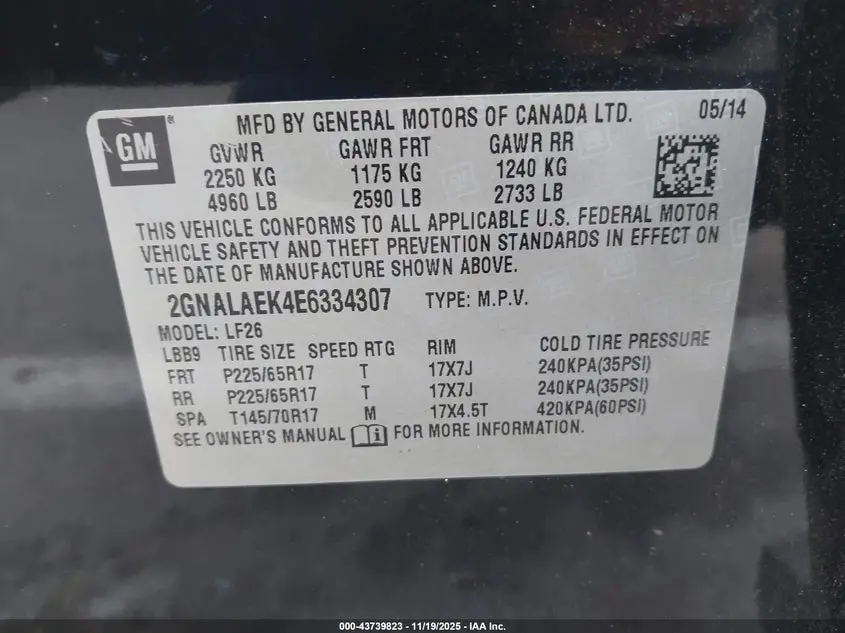 GM®
MFD BY GENERAL MOTORS OF CANADA LTD. 05/14
GVWR GAWR FRT GAWR RR
2250 KG 1175 KG 1240 KG
4960 LB 2590 LB 2733 LB
THIS VEHICLE CONFORMS TO ALL APPLICABLE U.S. FEDERAL MOTOR
VEHICLE SAFETY AND THEFT PREVENTION STANDARDS IN EFFECT ON
THE DATE OF MANUFACTURE SHOWN ABOVE.
2GNALAEK4E6334307 TYPE: M.P.V.
MODEL: LF26
LBB9 TIRE SIZE SPEED RTG RIM COLD TIRE PRESSURE
FRT P225/65R17 T 17X7J 240KPA(35PSI)
RR P225/65R17 T 17X7J 240KPA(35PSI)
SPA T145/70R17 M 17X4.5T 420KPA(60PSI)
SEE OWNER'S MANUAL i FOR MORE INFORMATION.
000-43739823 - 11/19/2025 - IAA Inc.